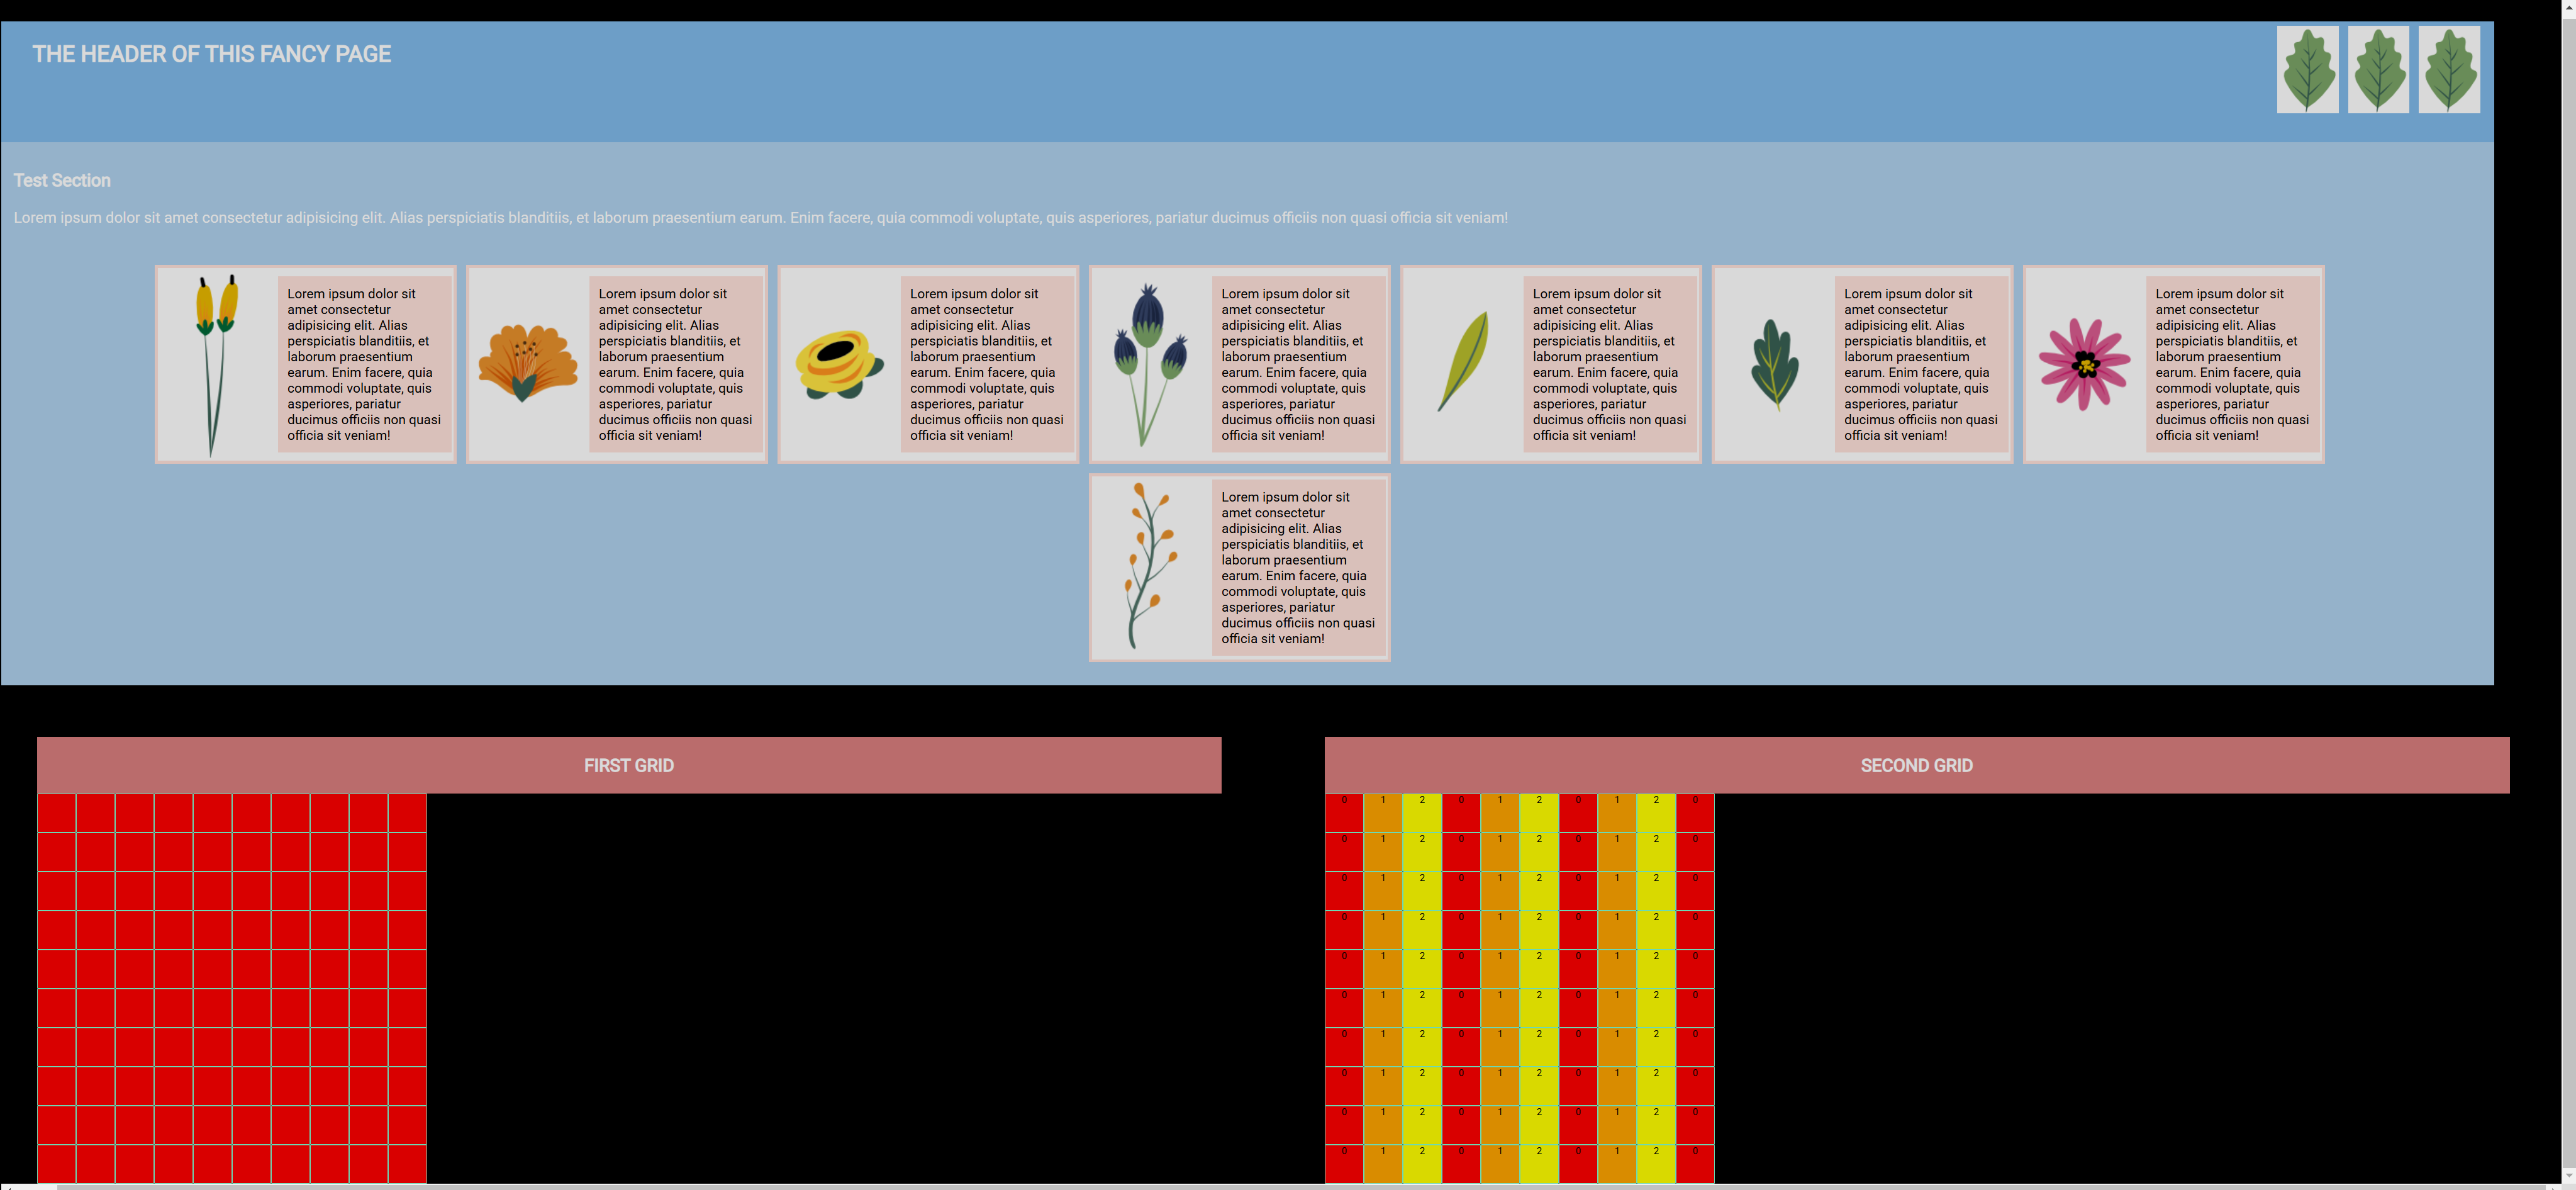 THE HEADER OF THIS FANCY PAGE
Test Section
Lorem ipsum dolor sit amet consectetur adipisicing elit. Alias perspiciatis blanditiis, et laborum praesentium earum. Enim facere, quia commodi voluptate, quis asperiores, pariatur ducimus officiis non quasi officia sit veniam!
Lorem ipsum dolor sit
amet consectetur
adipisicing elit. Alias
perspiciatis blanditiis, et
laborum praesentium
earum. Enim facere, quia
commodi voluptate, quis
asperiores, pariatur
ducimus officiis non quasi
officia sit veniam!
Lorem ipsum dolor sit
amet consectetur
adipisicing elit. Alias
perspiciatis blanditiis, et
laborum praesentium
earum. Enim facere, quia
commodi voluptate, quis
asperiores, pariatur
ducimus officiis non quasi
officia sit veniam!
Lorem ipsum dolor sit
amet consectetur
adipisicing elit. Alias
perspiciatis blanditiis, et
laborum praesentium
earum. Enim facere, quia
commodi voluptate, quis
asperiores, pariatur
ducimus officiis non quasi
officia sit veniam!
Lorem ipsum dolor sit
amet consectetur
adipisicing elit. Alias
perspiciatis blanditiis, et
laborum praesentium
earum. Enim facere, quia
commodi voluptate, quis
asperiores, pariatur
ducimus officiis non quasi
officia sit veniam!
Lorem ipsum dolor sit
amet consectetur
adipisicing elit. Alias
perspiciatis blanditiis, et
laborum praesentium
earum. Enim facere, quia
commodi voluptate, quis
asperiores, pariatur
ducimus officiis non quasi
officia sit veniam!
Lorem ipsum dolor sit
amet consectetur
adipisicing elit. Alias
perspiciatis blanditiis, et
laborum praesentium
earum. Enim facere, quia
commodi voluptate, quis
asperiores, pariatur
ducimus officiis non quasi
officia sit veniam!
Lorem ipsum dolor sit
amet consectetur
adipisicing elit. Alias
perspiciatis blanditiis, et
laborum praesentium
earum. Enim facere, quia
commodi voluptate, quis
asperiores, pariatur
ducimus officiis non quasi
officia sit veniam!
Lorem ipsum dolor sit
amet consectetur
adipisicing elit. Alias
perspiciatis blanditiis, et
laborum praesentium
earum. Enim facere, quia
commodi voluptate, quis
asperiores, pariatur
ducimus officiis non quasi
officia sit veniam!
FIRST GRID
SECOND GRID
0 1 2 0 1 2 0 1 2 0
0 1 2 0 1 2 0 1 2 0
0 1 2 0 1 2 0 1 2 0
0 1 2 0 1 2 0 1 2 0
0 1 2 0 1 2 0 1 2 0
0 1 2 0 1 2 0 1 2 0
0 1 2 0 1 2 0 1 2 0
0 1 2 0 1 2 0 1 2 0
0 1 2 0 1 2 0 1 2 0
0 1 2 0 1 2 0 1 2 0